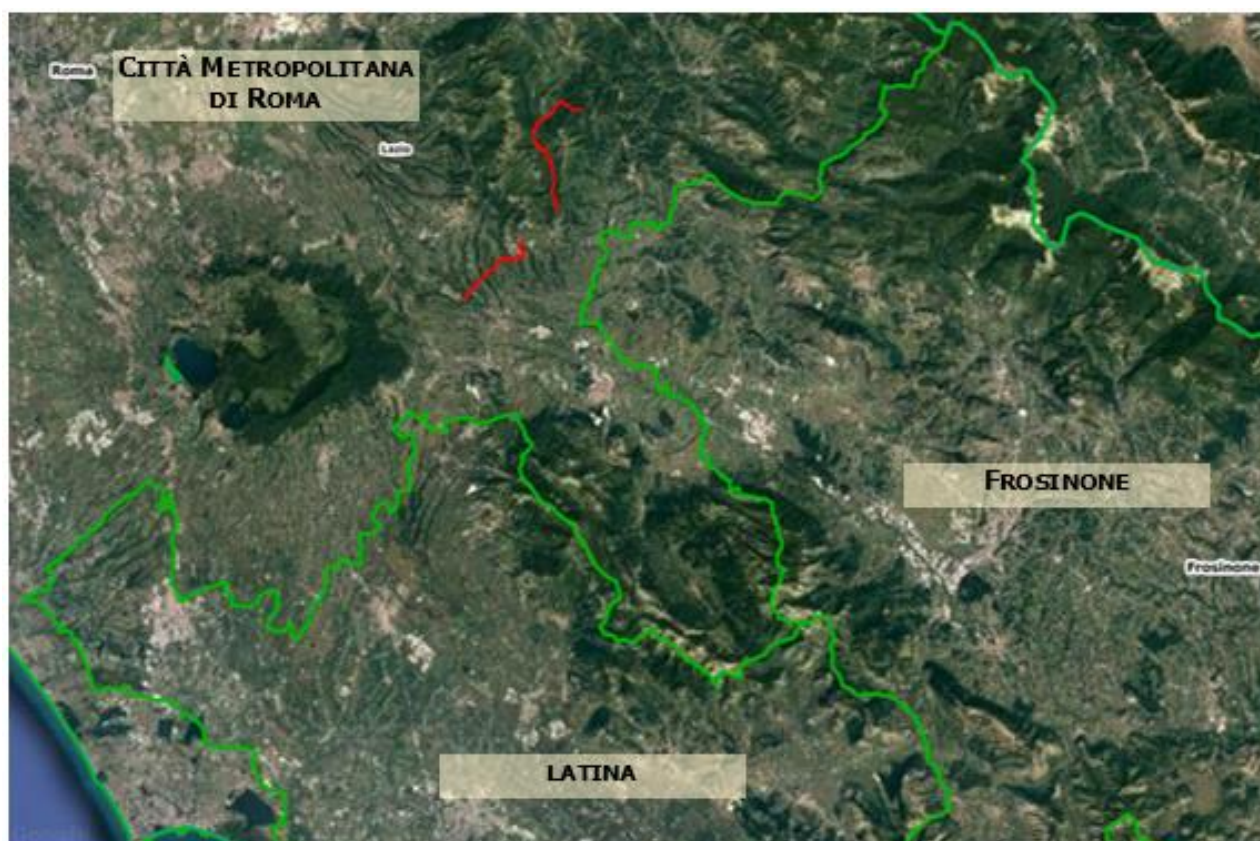 Roma
CITTÀ METROPOLITANA
DI ROMA
Lazio
FROSINONE
Frosinone
LATINA